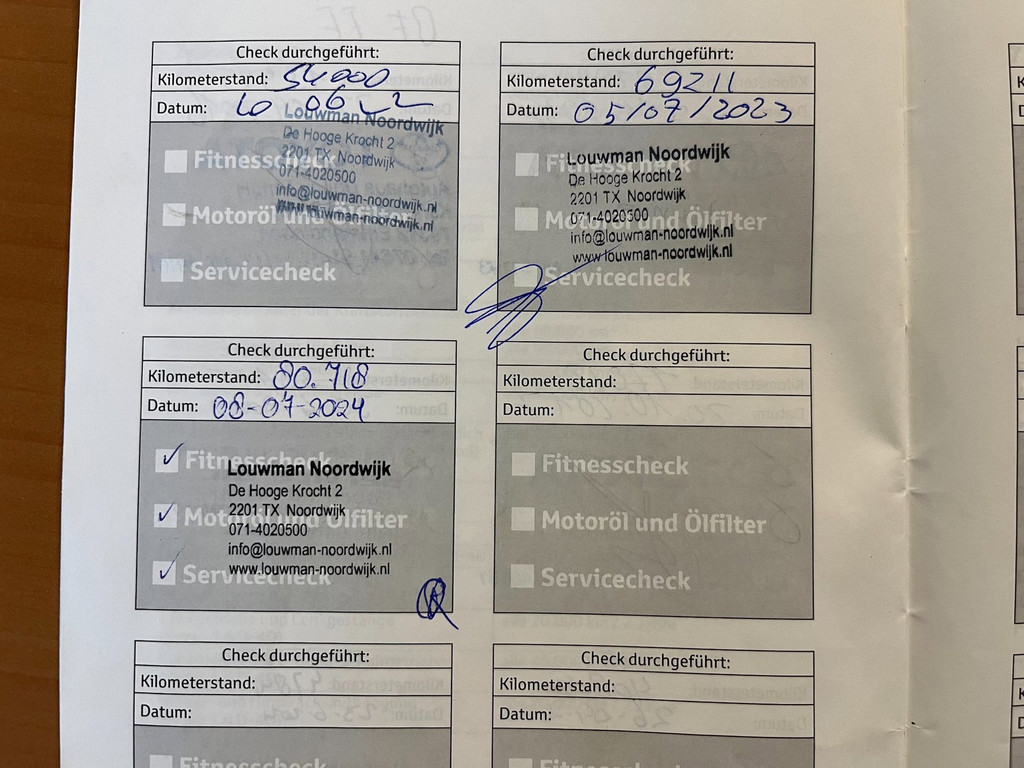 Check durchgeführt:
Kilometerstand: 54000
Datum: 10 06 22
Louwman Noordwijk
De Hooge Krocht 2
2201 TX Noordwijk
071-4020500
info@louwman-noordwijk.nl
www.louwman-noordwijk.nl
Fitnesscheck
Motoröl und Ölfilter
Servicecheck
Check durchgeführt:
Kilometerstand: 69211
Datum: 05/07/2023
Louwman Noordwijk
De Hooge Krocht 2
2201 TX Noordwijk
071-4020500
info@louwman-noordwijk.nl
www.louwman-noordwijk.nl
Fitnesscheck
Motoröl und Ölfilter
Servicecheck
Check durchgeführt:
Kilometerstand: 80.718
Datum: 08-07-2024
Louwman Noordwijk
De Hooge Krocht 2
2201 TX Noordwijk
071-4020500
info@louwman-noordwijk.nl
www.louwman-noordwijk.nl
Fitnesscheck
Motoröl und Ölfilter
Servicecheck
Check durchgeführt:
Kilometerstand:
Datum:
Fitnesscheck
Motoröl und Ölfilter
Servicecheck
Check durchgeführt:
Kilometerstand:
Datum:
Fitnesscheck
Check durchgeführt:
Kilometerstand:
Datum:
Fitnesscheck